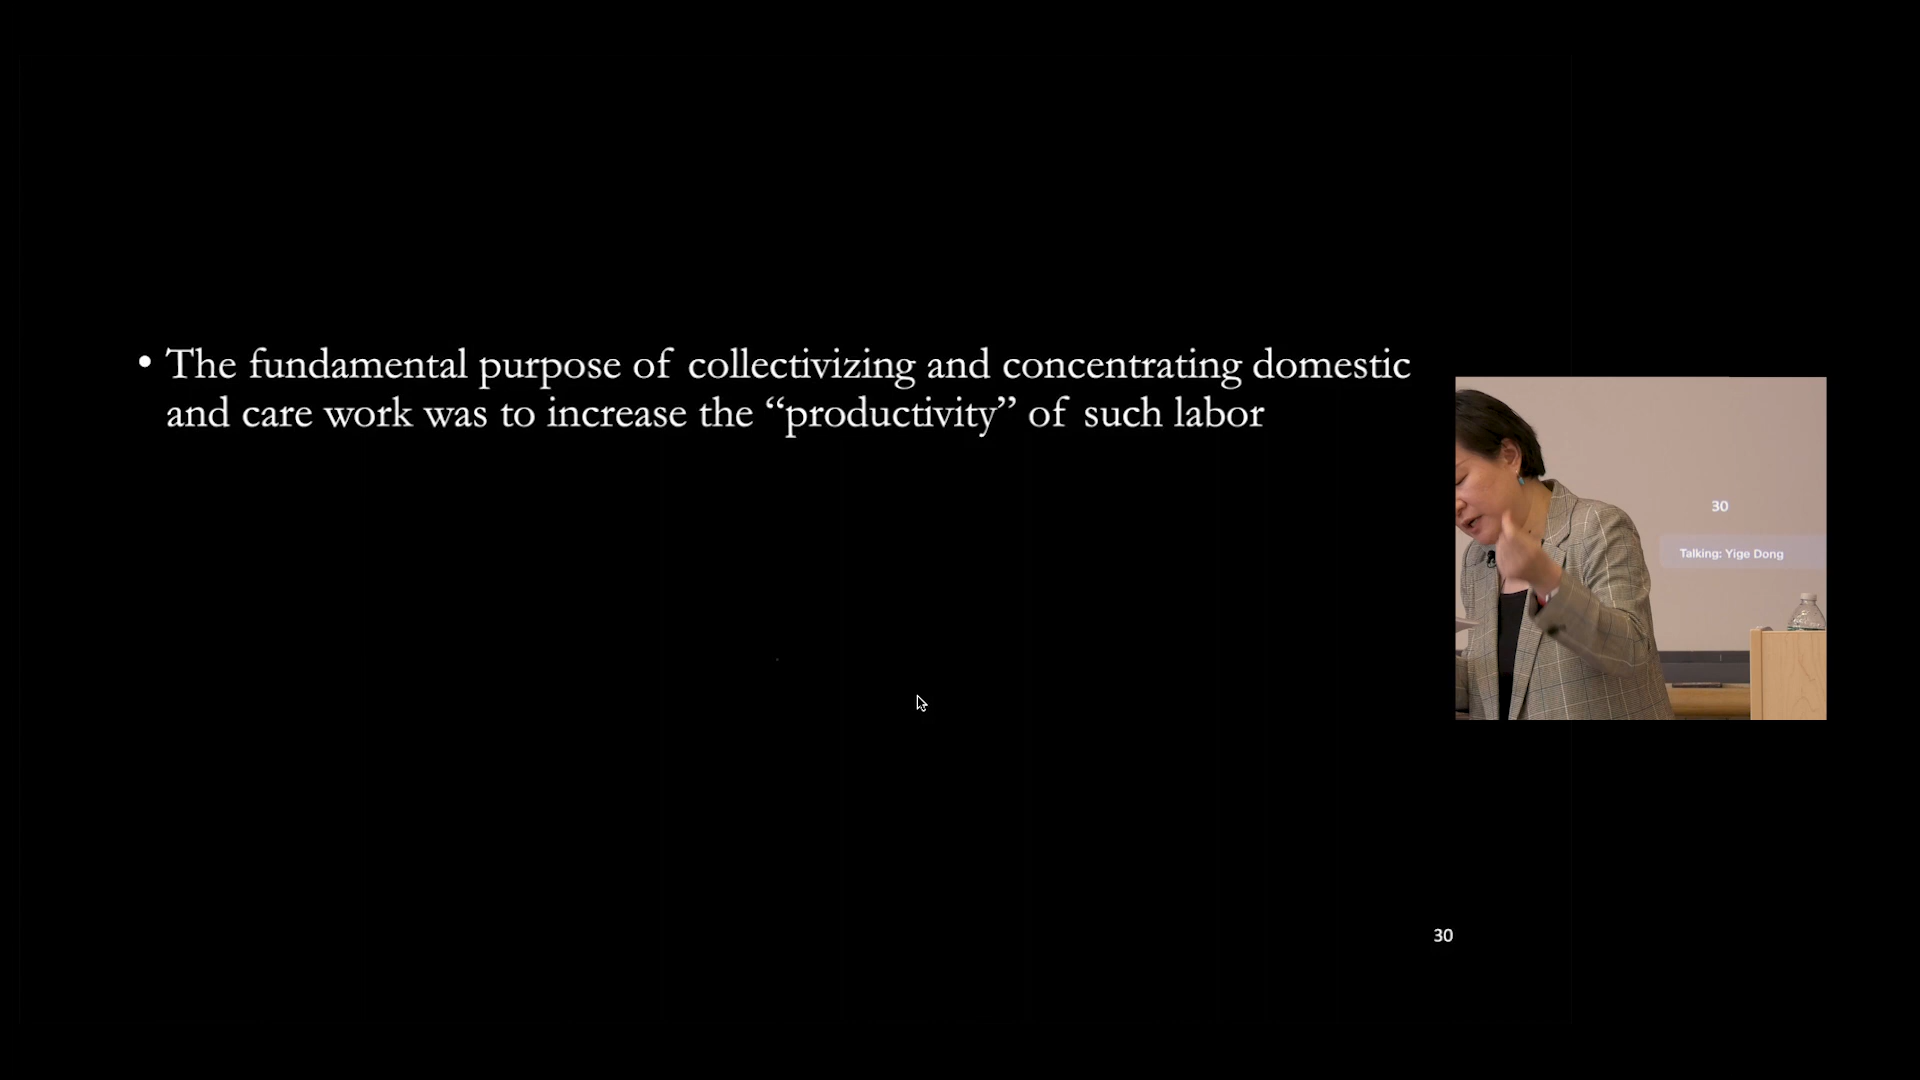 • The fundamental purpose of collectivizing and concentrating domestic
and care work was to increase the “productivity” of such labor
30
Talking: Yige Dong
30